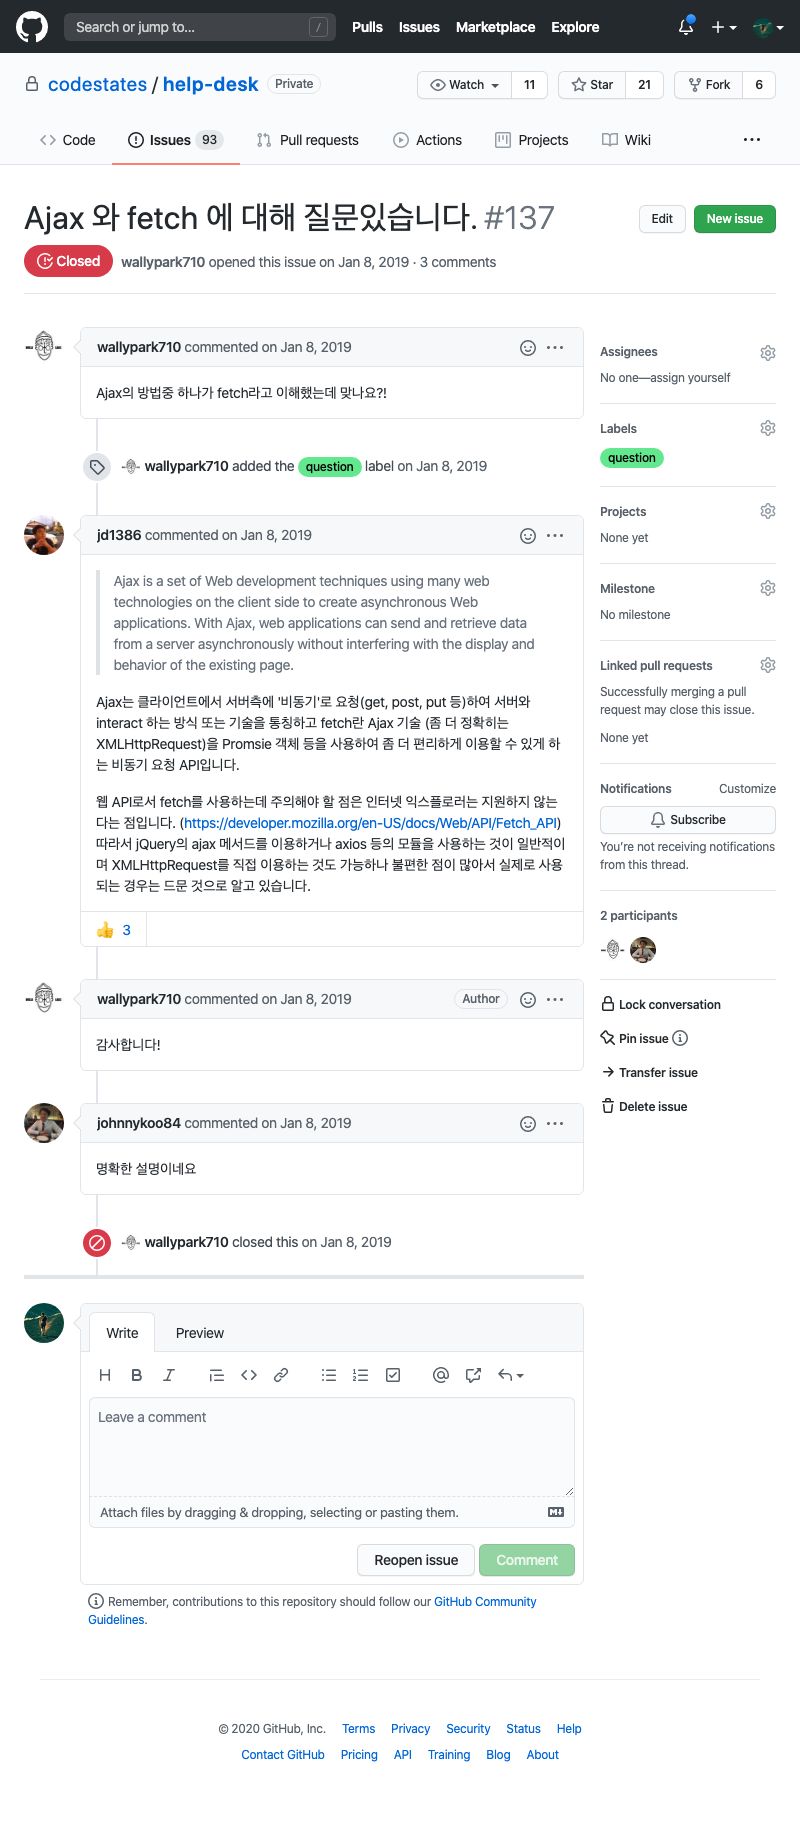 Search or jump to...
/
Pulls
Issues
Marketplace
Explore
codestates / help-desk
Private
Watch
11
Star
21
Fork
6
Code
Issues 93
Pull requests
Actions
Projects
Wiki
Ajax 와 fetch 에 대해 질문있습니다. #137
Edit
New issue
Closed
wallypark710 opened this issue on Jan 8, 2019 · 3 comments
wallypark710 commented on Jan 8, 2019
Ajax의 방법중 하나가 fetch라고 이해했는데 맞나요?!
wallypark710 added the question label on Jan 8, 2019
jd1386 commented on Jan 8, 2019
Ajax is a set of Web development techniques using many web
technologies on the client side to create asynchronous Web
applications. With Ajax, web applications can send and retrieve data
from a server asynchronously without interfering with the display and
behavior of the existing page.
Ajax는 클라이언트에서 서버측에 '비동기'로 요청(get, post, put 등)하여 서버와
interact 하는 방식 또는 기술을 통칭하고 fetch란 Ajax 기술 (좀 더 정확히는
XMLHttpRequest)을 Promsie 객체 등을 사용하여 좀 더 편리하게 이용할 수 있게 하
는 비동기 요청 API입니다.
웹 API로서 fetch를 사용하는데 주의해야 할 점은 인터넷 익스플로러는 지원하지 않는
다는 점입니다. (https://developer.mozilla.org/en-US/docs/Web/API/Fetch_API)
따라서 jQuery의 ajax 메서드를 이용하거나 axios 등의 모듈을 사용하는 것이 일반적이
며 XMLHttpRequest를 직접 이용하는 것도 가능하나 불편한 점이 많아서 실제로 사용
되는 경우는 드문 것으로 알고 있습니다.
3
wallypark710 commented on Jan 8, 2019
Author
감사합니다!
johnnykoo84 commented on Jan 8, 2019
명확한 설명이네요
wallypark710 closed this on Jan 8, 2019
Write
Preview
H B I
Leave a comment
Attach files by dragging & dropping, selecting or pasting them.
Reopen issue
Comment
Remember, contributions to this repository should follow our GitHub Community
Guidelines.
Assignees
No one—assign yourself
Labels
question
Projects
None yet
Milestone
No milestone
Linked pull requests
Successfully merging a pull
request may close this issue.
None yet
Notifications
Customize
Subscribe
You're not receiving notifications
from this thread.
2 participants
Lock conversation
Pin issue
Transfer issue
Delete issue
© 2020 GitHub, Inc.
Terms
Privacy
Security
Status
Help
Contact GitHub
Pricing
API
Training
Blog
About